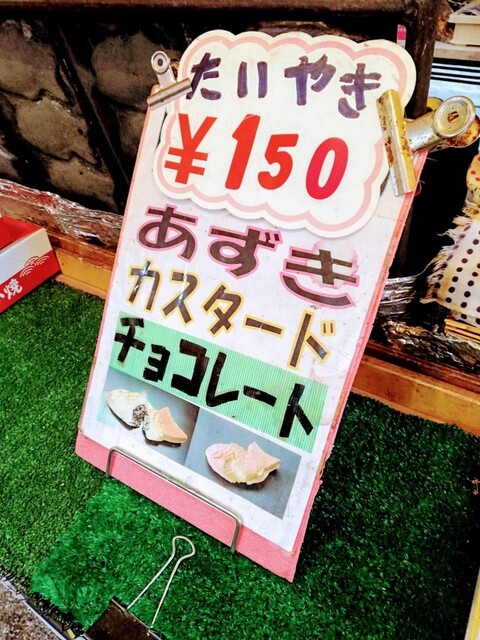 たいやき
¥150
あずき
カスタード
チョコレート
焼